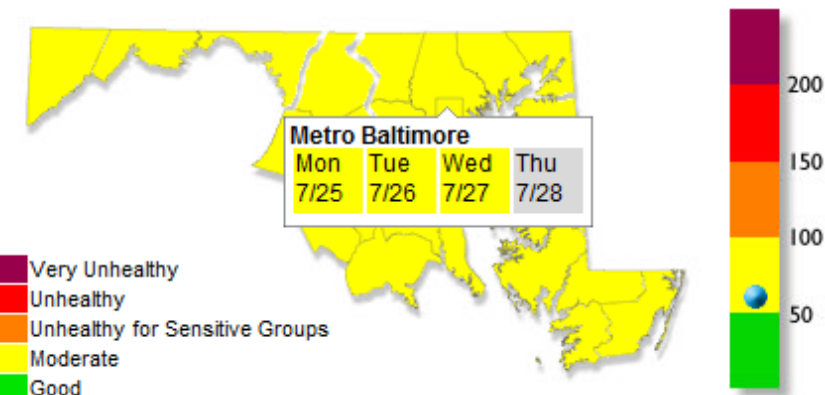 Metro Baltimore
Mon Tue Wed Thu
7/25 7/26 7/27 7/28
Very Unhealthy
Unhealthy
Unhealthy for Sensitive Groups
Moderate
Good
200
150
100
50